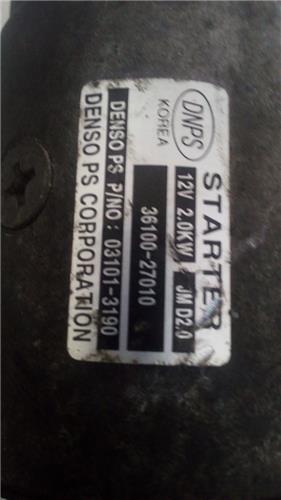 DNPS
KOREA
STARTER
12V 2.0KW JM D2.0
36100-27010
DENSO PS P/NO : 03101-3190
DENSO PS CORPORATION